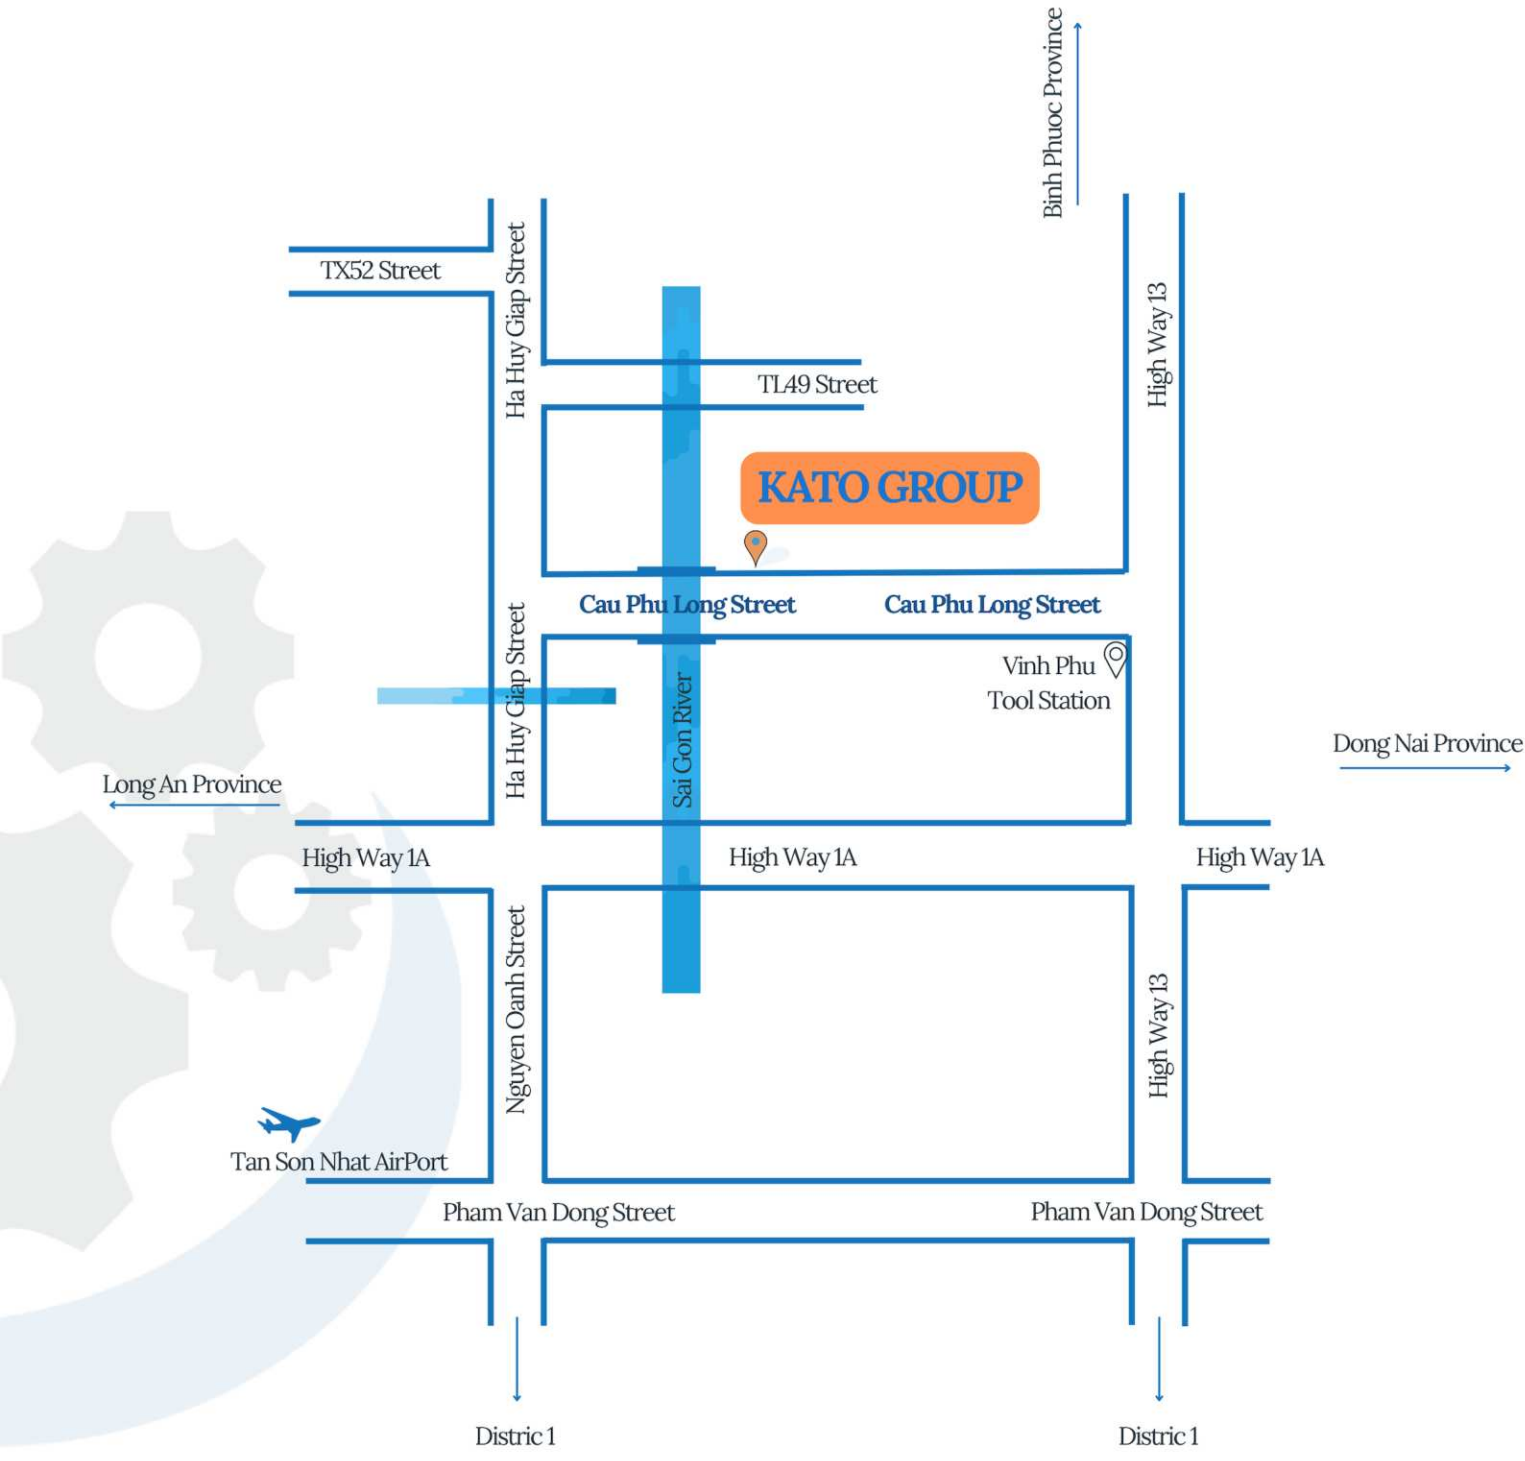 Binh Phuoc Province
Ha Huy Giap Street
TX52 Street
High Way 13
TL49 Street
KATO GROUP
Cau Phu Long Street
Cau Phu Long Street
Ha Huy Giap Street
Vinh Phu
Tool Station
Sai Gon River
Dong Nai Province
Long An Province
High Way 1A
High Way 1A
High Way 1A
Nguyen Oanh Street
High Way 13
Tan Son Nhat AirPort
Pham Van Dong Street
Pham Van Dong Street
Distric 1
Distric 1